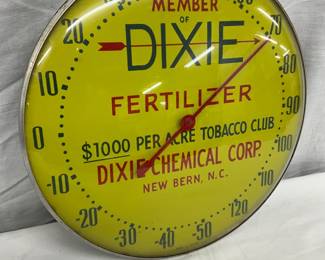 MEMBER
OF
DIXIE
FERTILIZER
$1000 PER ACRE TOBACCO CLUB
DIXIE CHEMICAL CORP.
NEW BERN, N.C.
20
10
0
-10
-20
-30
-40
-50
120
110
100
90
80
70